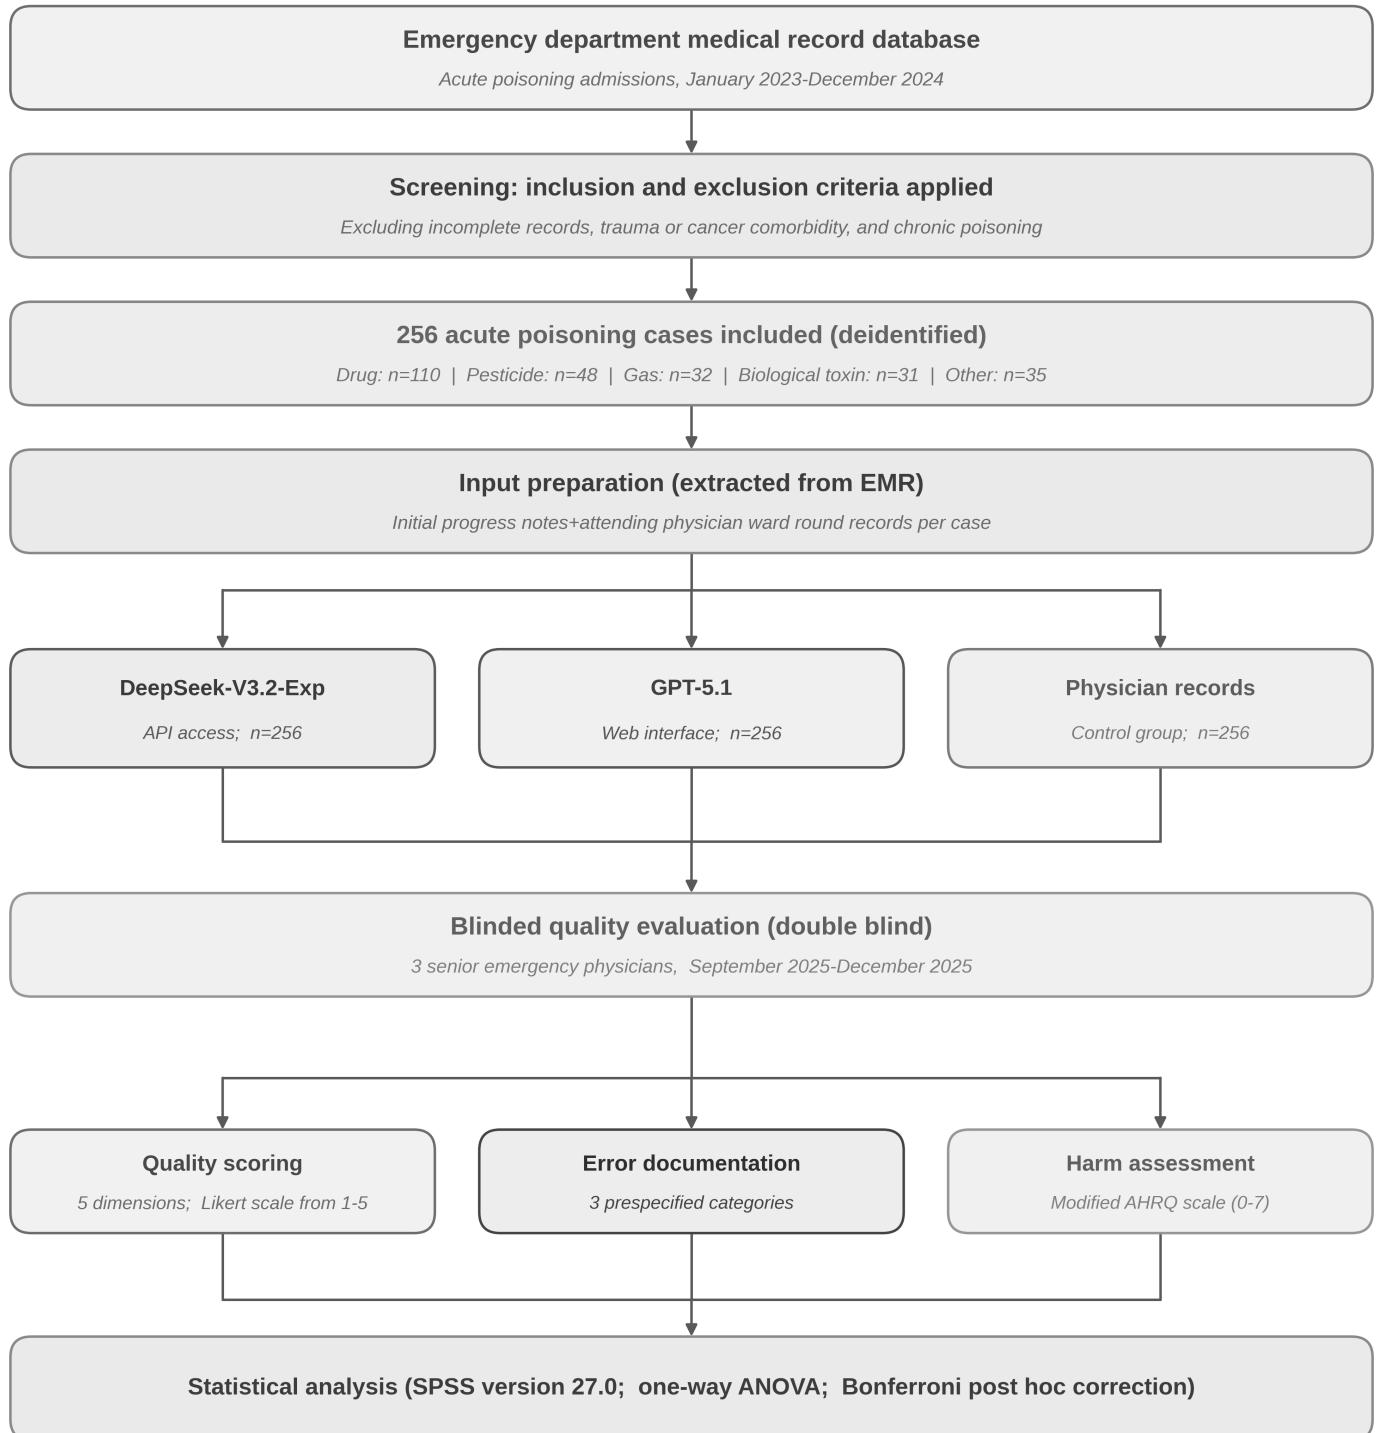 Emergency department medical record database
Acute poisoning admissions, January 2023-December 2024
Screening: inclusion and exclusion criteria applied
Excluding incomplete records, trauma or cancer comorbidity, and chronic poisoning
256 acute poisoning cases included (deidentified)
Drug: n=110 | Pesticide: n=48 | Gas: n=32 | Biological toxin: n=31 | Other: n=35
Input preparation (extracted from EMR)
Initial progress notes+attending physician ward round records per case
DeepSeek-V3.2-Exp
API access; n=256
GPT-5.1
Web interface; n=256
Physician records
Control group; n=256
Blinded quality evaluation (double blind)
3 senior emergency physicians, September 2025-December 2025
Quality scoring
5 dimensions; Likert scale from 1-5
Error documentation
3 prespecified categories
Harm assessment
Modified AHRQ scale (0-7)
Statistical analysis (SPSS version 27.0; one-way ANOVA; Bonferroni post hoc correction)